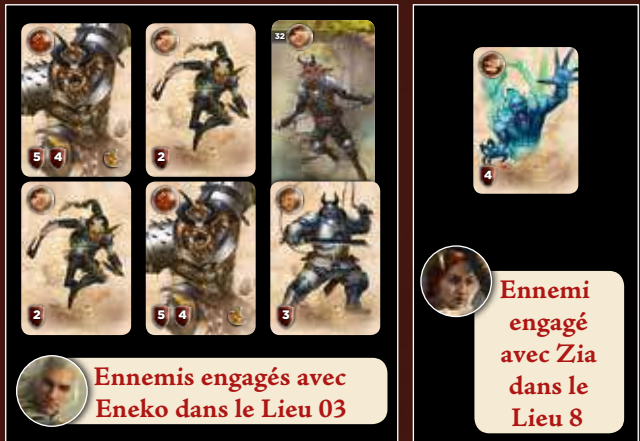 32
5 4
2
2
5 4
3
Ennemis engagés avec
Eneko dans le Lieu 03
4
Ennemi
engagé
avec Zia
dans le
Lieu 8